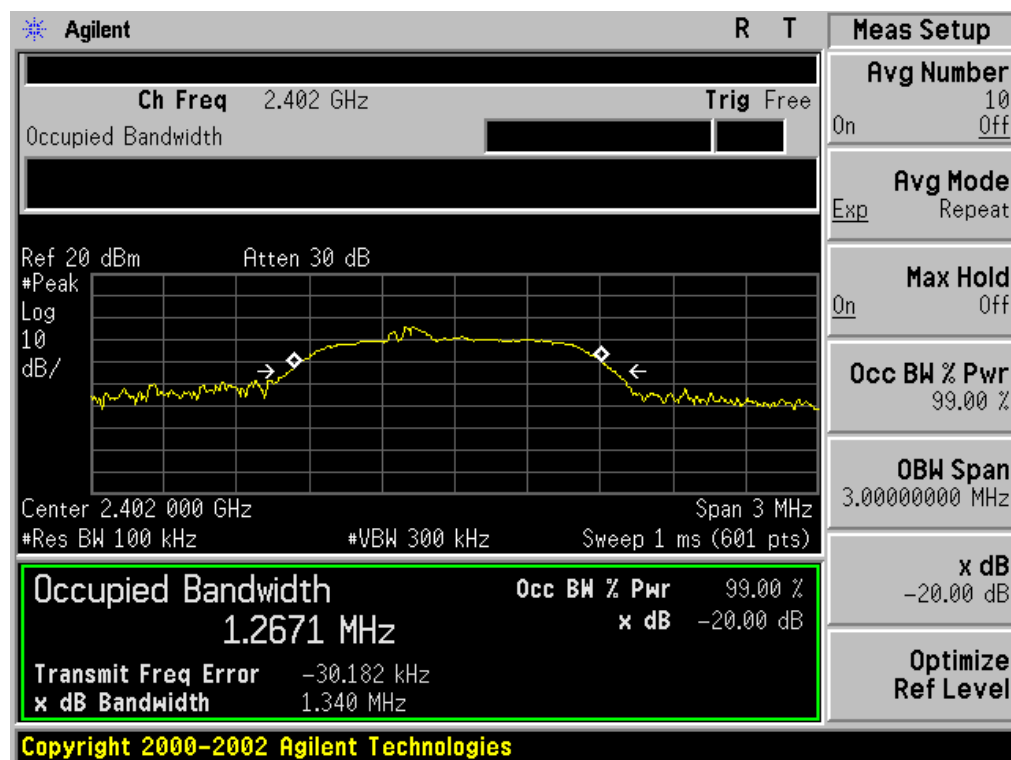 Agilent R T
Ch Freq 2.402 GHz Trig Free
Occupied Bandwidth
Ref 20 dBm Atten 30 dB
#Peak
Log
10
dB/
Center 2.402 000 GHz Span 3 MHz
#Res BW 100 kHz #VBW 300 kHz Sweep 1 ms (601 pts)
Occupied Bandwidth Occ BW % Pwr 99.00 %
1.2671 MHz x dB -20.00 dB
Transmit Freq Error -30.182 kHz
x dB Bandwidth 1.340 MHz
Copyright 2000-2002 Agilent Technologies
Meas Setup
Avg Number
10
On Off
Avg Mode
Exp Repeat
Max Hold
On Off
Occ BW % Pwr
99.00 %
OBW Span
3.00000000 MHz
x dB
-20.00 dB
Optimize
Ref Level